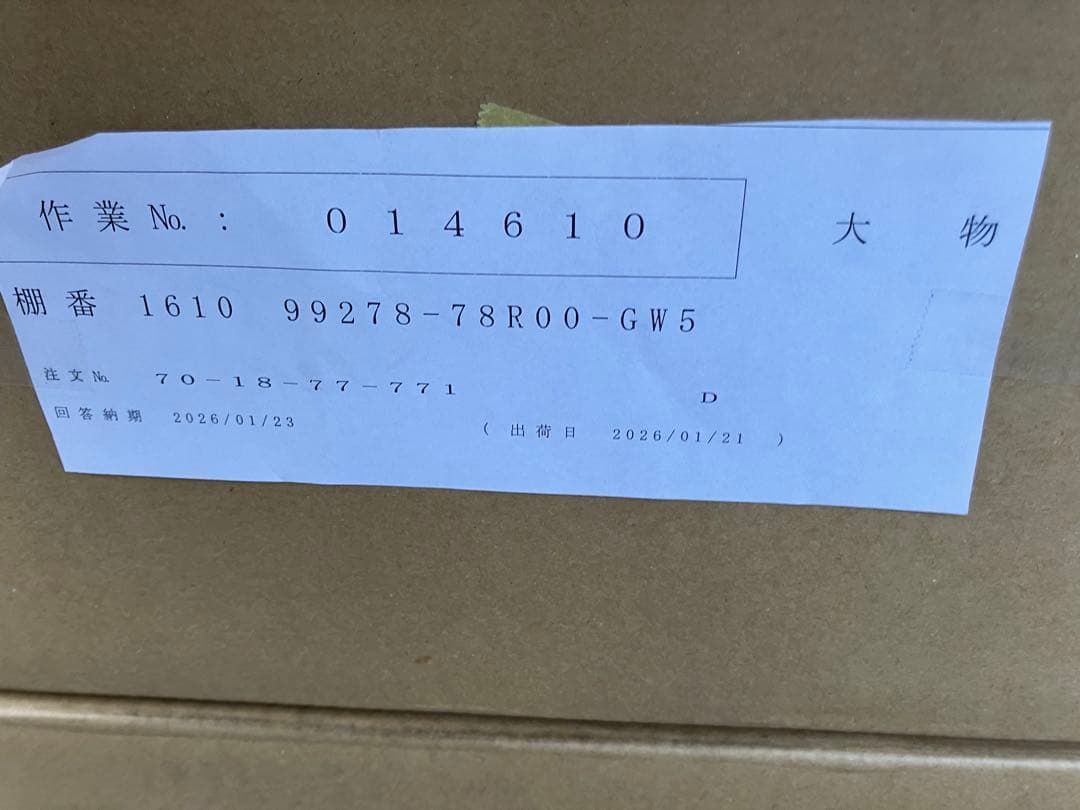 作業No.： 014610 大物
棚番 1610 99278-78R00-GW5
注文No. 70-18-77-771 D
回答納期 2026/01/23 （出荷日 2026/01/21）